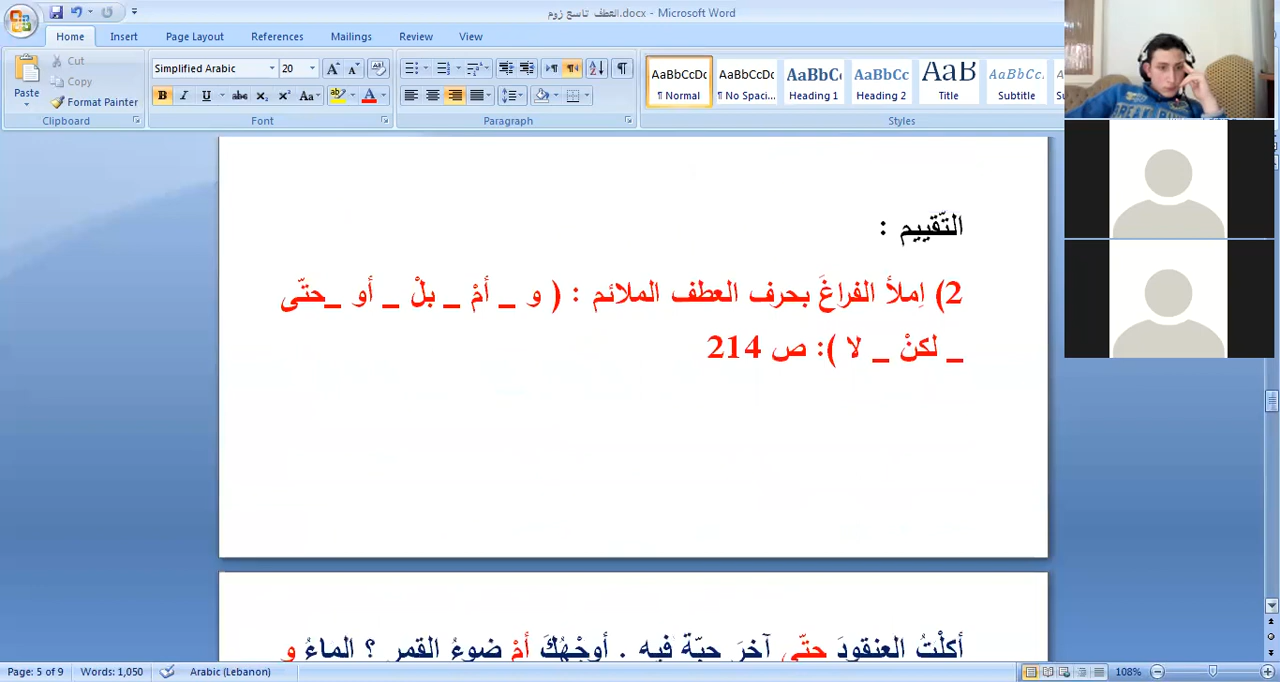 العطف تاسع زوم.docx - Microsoft Word
Home Insert Page Layout References Mailings Review View
Paste
Cut
Copy
Format Painter
Clipboard
Simplified Arabic 20
Font
Paragraph
AaBbCcDc AaBbCcDc AaBbC AaBbCc AaB AaBbCcL
¶ Normal ¶ No Spaci... Heading 1 Heading 2 Title Subtitle
Styles
التّقييم :
2) اِملأ الفراغَ بحرف العطف الملائم : ( و _ أمْ _ بلْ _ أو _حتّى
_ لكنْ _ لا ): ص 214
أكلْتُ العنقودَ حتّى آخرَ حبّة فيه . أوجْهُكَ أمْ ضوءُ القمر ؟ الماءُ و
Page: 5 of 9 Words: 1,050 Arabic (Lebanon) 108%